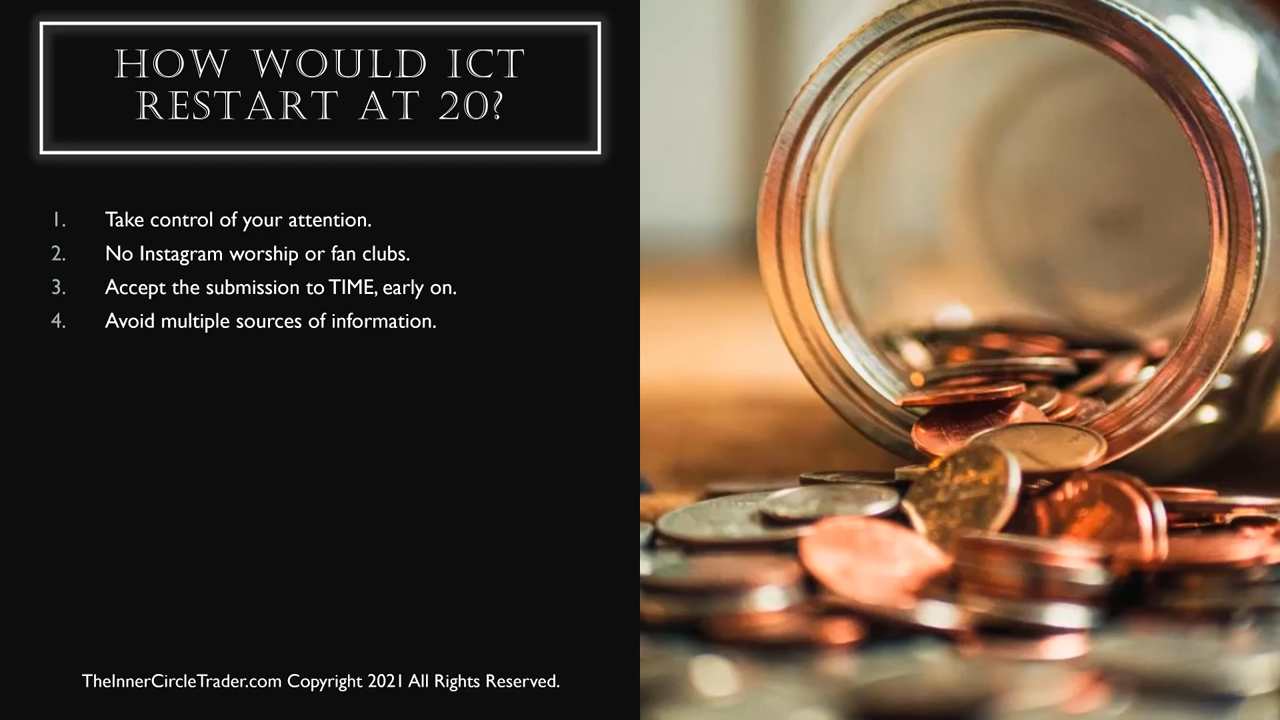 HOW WOULD ICT
RESTART AT 20?
1. Take control of your attention.
2. No Instagram worship or fan clubs.
3. Accept the submission to TIME, early on.
4. Avoid multiple sources of information.
TheInnerCircleTrader.com Copyright 2021 All Rights Reserved.